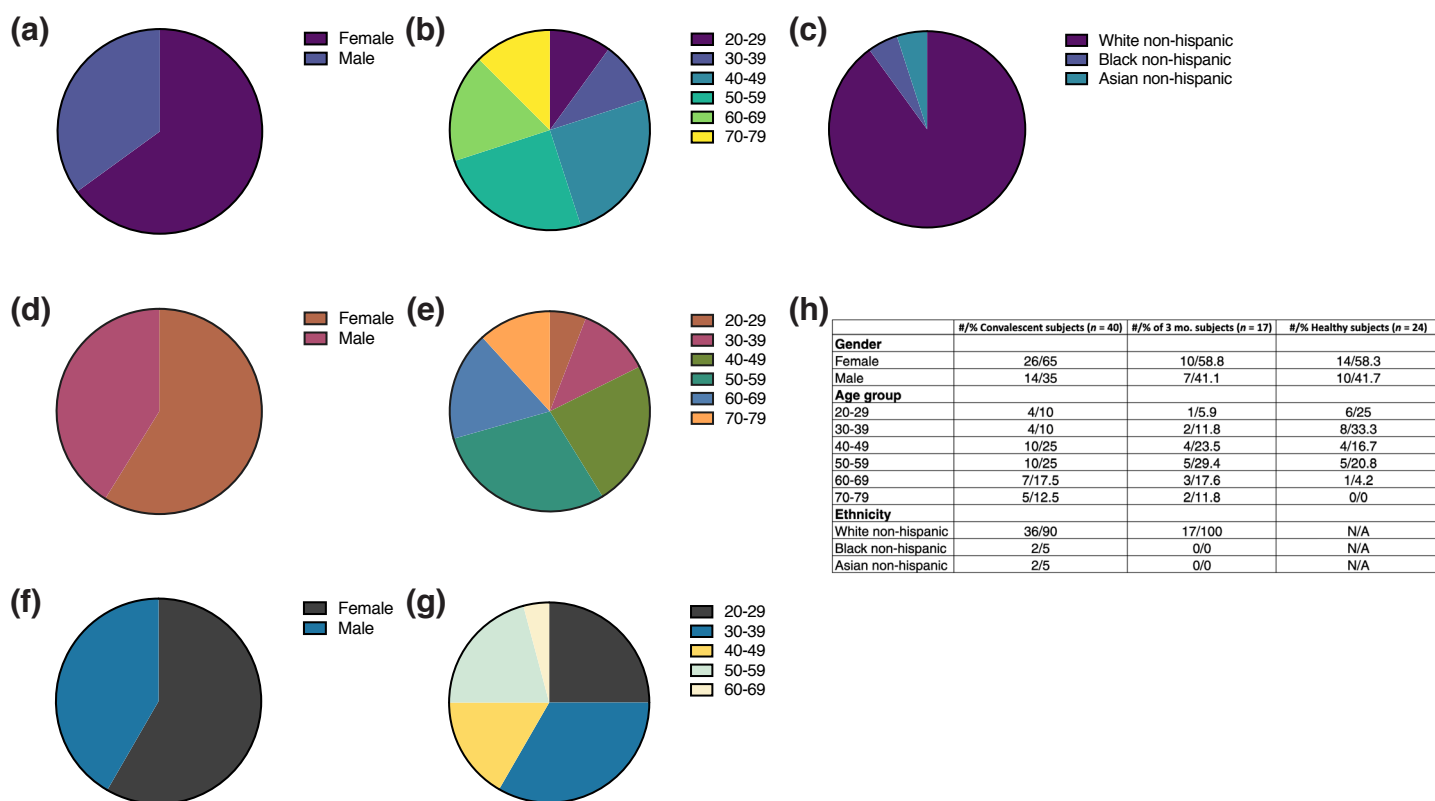 (a)
Female
Male
(b)
20-29
30-39
40-49
50-59
60-69
70-79
(c)
White non-hispanic
Black non-hispanic
Asian non-hispanic
(d)
Female
Male
(e)
20-29
30-39
40-49
50-59
60-69
70-79
(h)
#/% Convalescent subjects (n = 40) #/% of 3 mo. subjects (n = 17) #/% Healthy subjects (n = 24)
Gender
Female 26/65 10/58.8 14/58.3
Male 14/35 7/41.1 10/41.7
Age group
20-29 4/10 1/5.9 6/25
30-39 4/10 2/11.8 8/33.3
40-49 10/25 4/23.5 4/16.7
50-59 10/25 5/29.4 5/20.8
60-69 7/17.5 3/17.6 1/4.2
70-79 5/12.5 2/11.8 0/0
Ethnicity
White non-hispanic 36/90 17/100 N/A
Black non-hispanic 2/5 0/0 N/A
Asian non-hispanic 2/5 0/0 N/A
(f)
Female
Male
(g)
20-29
30-39
40-49
50-59
60-69